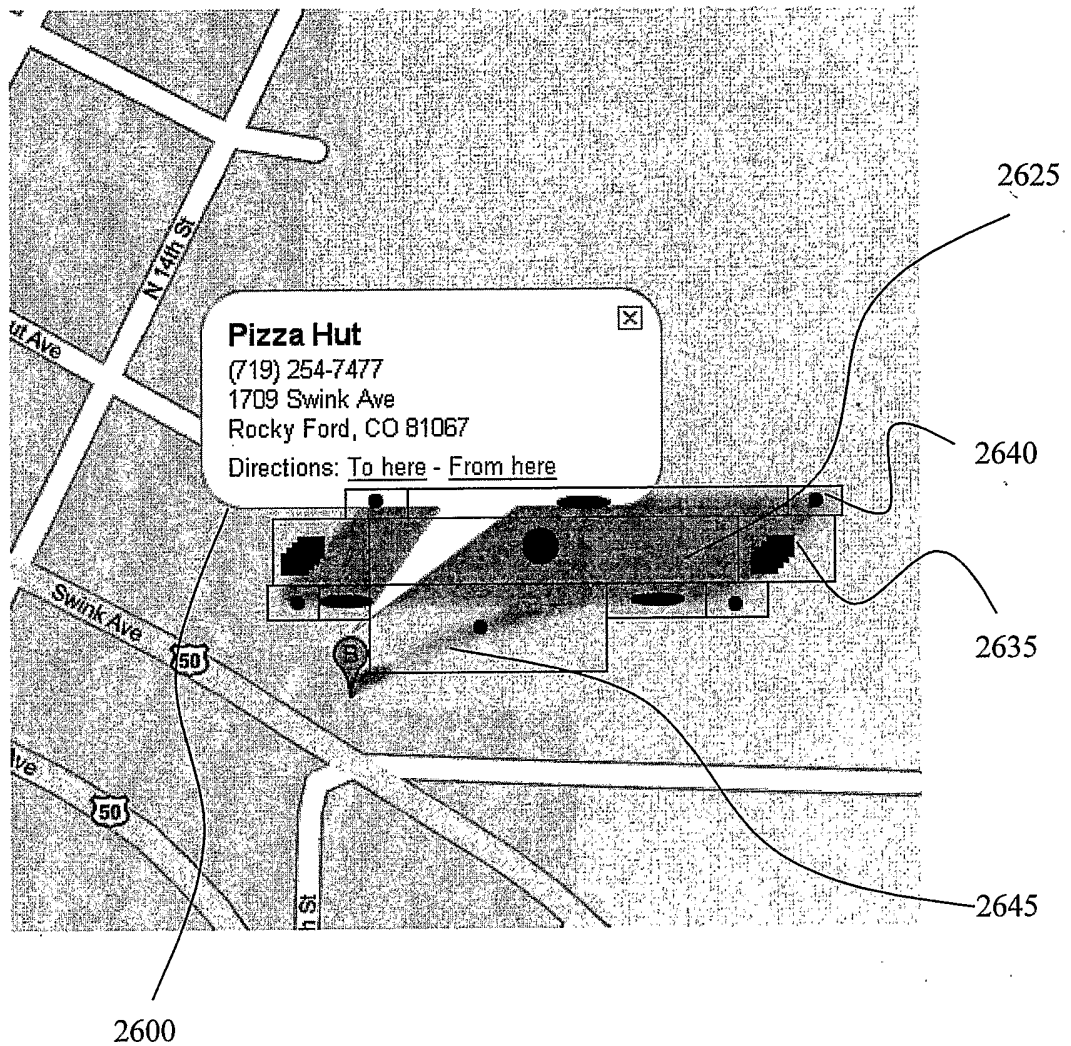 2625
N 14th St
ut Ave
Pizza Hut
(719) 254-7477
1709 Swink Ave
Rocky Ford, CO 81067
Directions: To here - From here
2640
Swink Ave
50
B
2635
Ave
50
h St
2645
2600